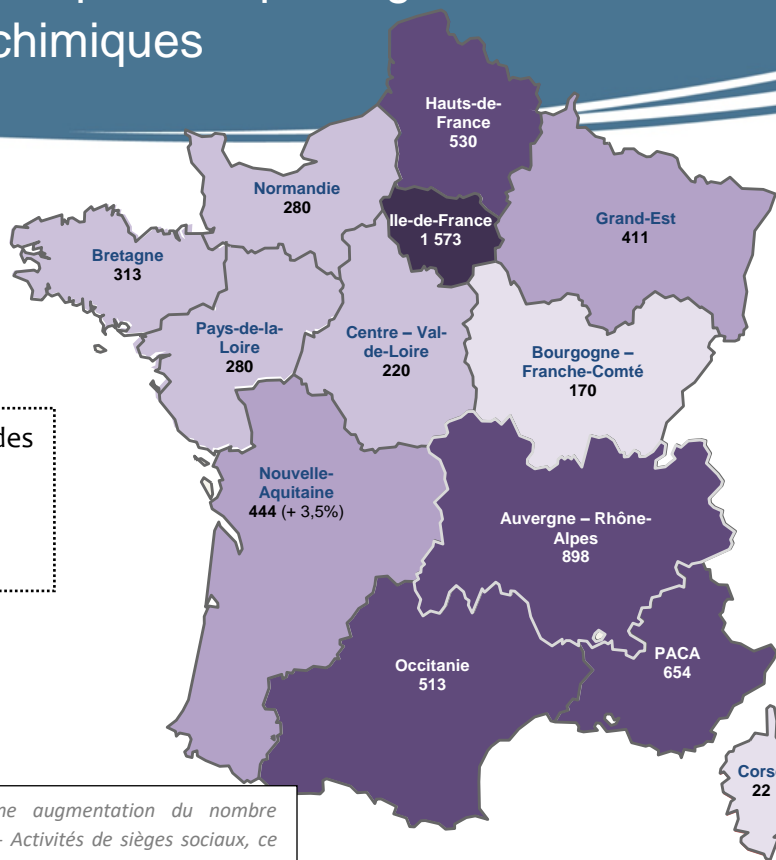 chimiques
Hauts-de-
France
530
Normandie
280
Ile-de-France
1 573
Grand-Est
411
Bretagne
313
Pays-de-la-
Loire
280
Centre – Val-
de-Loire
220
Bourgogne –
Franche-Comté
170
des
Nouvelle-
Aquitaine
444 (+ 3,5%)
Auvergne – Rhône-
Alpes
898
Occitanie
513
PACA
654
Cors
22
augmentation du nombre
- Activités de sièges sociaux, ce